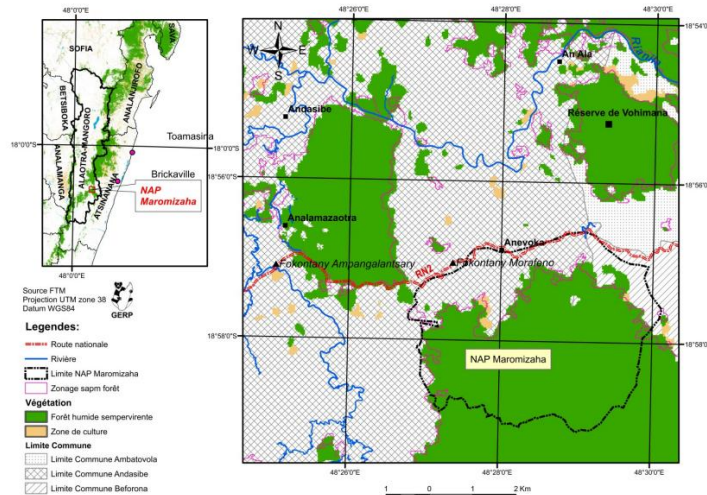 SOFIA
SAVA
BETSIBOKA
ANALANJIROFO
ALAOTRA-MANGORO
ANALAMANGA
ATSINANANA
Toamasina
Brickaville
NAP
Maromizaha
18°0'0"S
48°0'0"E
48°0'0"E
Source FTM
Projection UTM zone 38
Datum WGS84
GERP
Legendes:
Route nationale
Rivière
Limite NAP Maromizaha
Zonage sapm forêt
Végétation
Forêt humide sempervirente
Zone de culture
Limite Commune
Limite Commune Ambatovola
Limite Commune Andasibe
Limite Commune Beforona
48°26'0"E
48°28'0"E
48°30'0"E
18°54'0"S
N
W
E
S
An Ala
Andasibe
Réserve de Vohimana
18°56'0"S
18°56'0"S
Analamazaotra
Anevoka
Fokontany Ampangalantsary
RN2
Fokontany Morafeno
18°58'0"S
18°58'0"S
NAP Maromizaha
48°26'0"E
48°28'0"E
48°30'0"E
1 0 1 2 Km